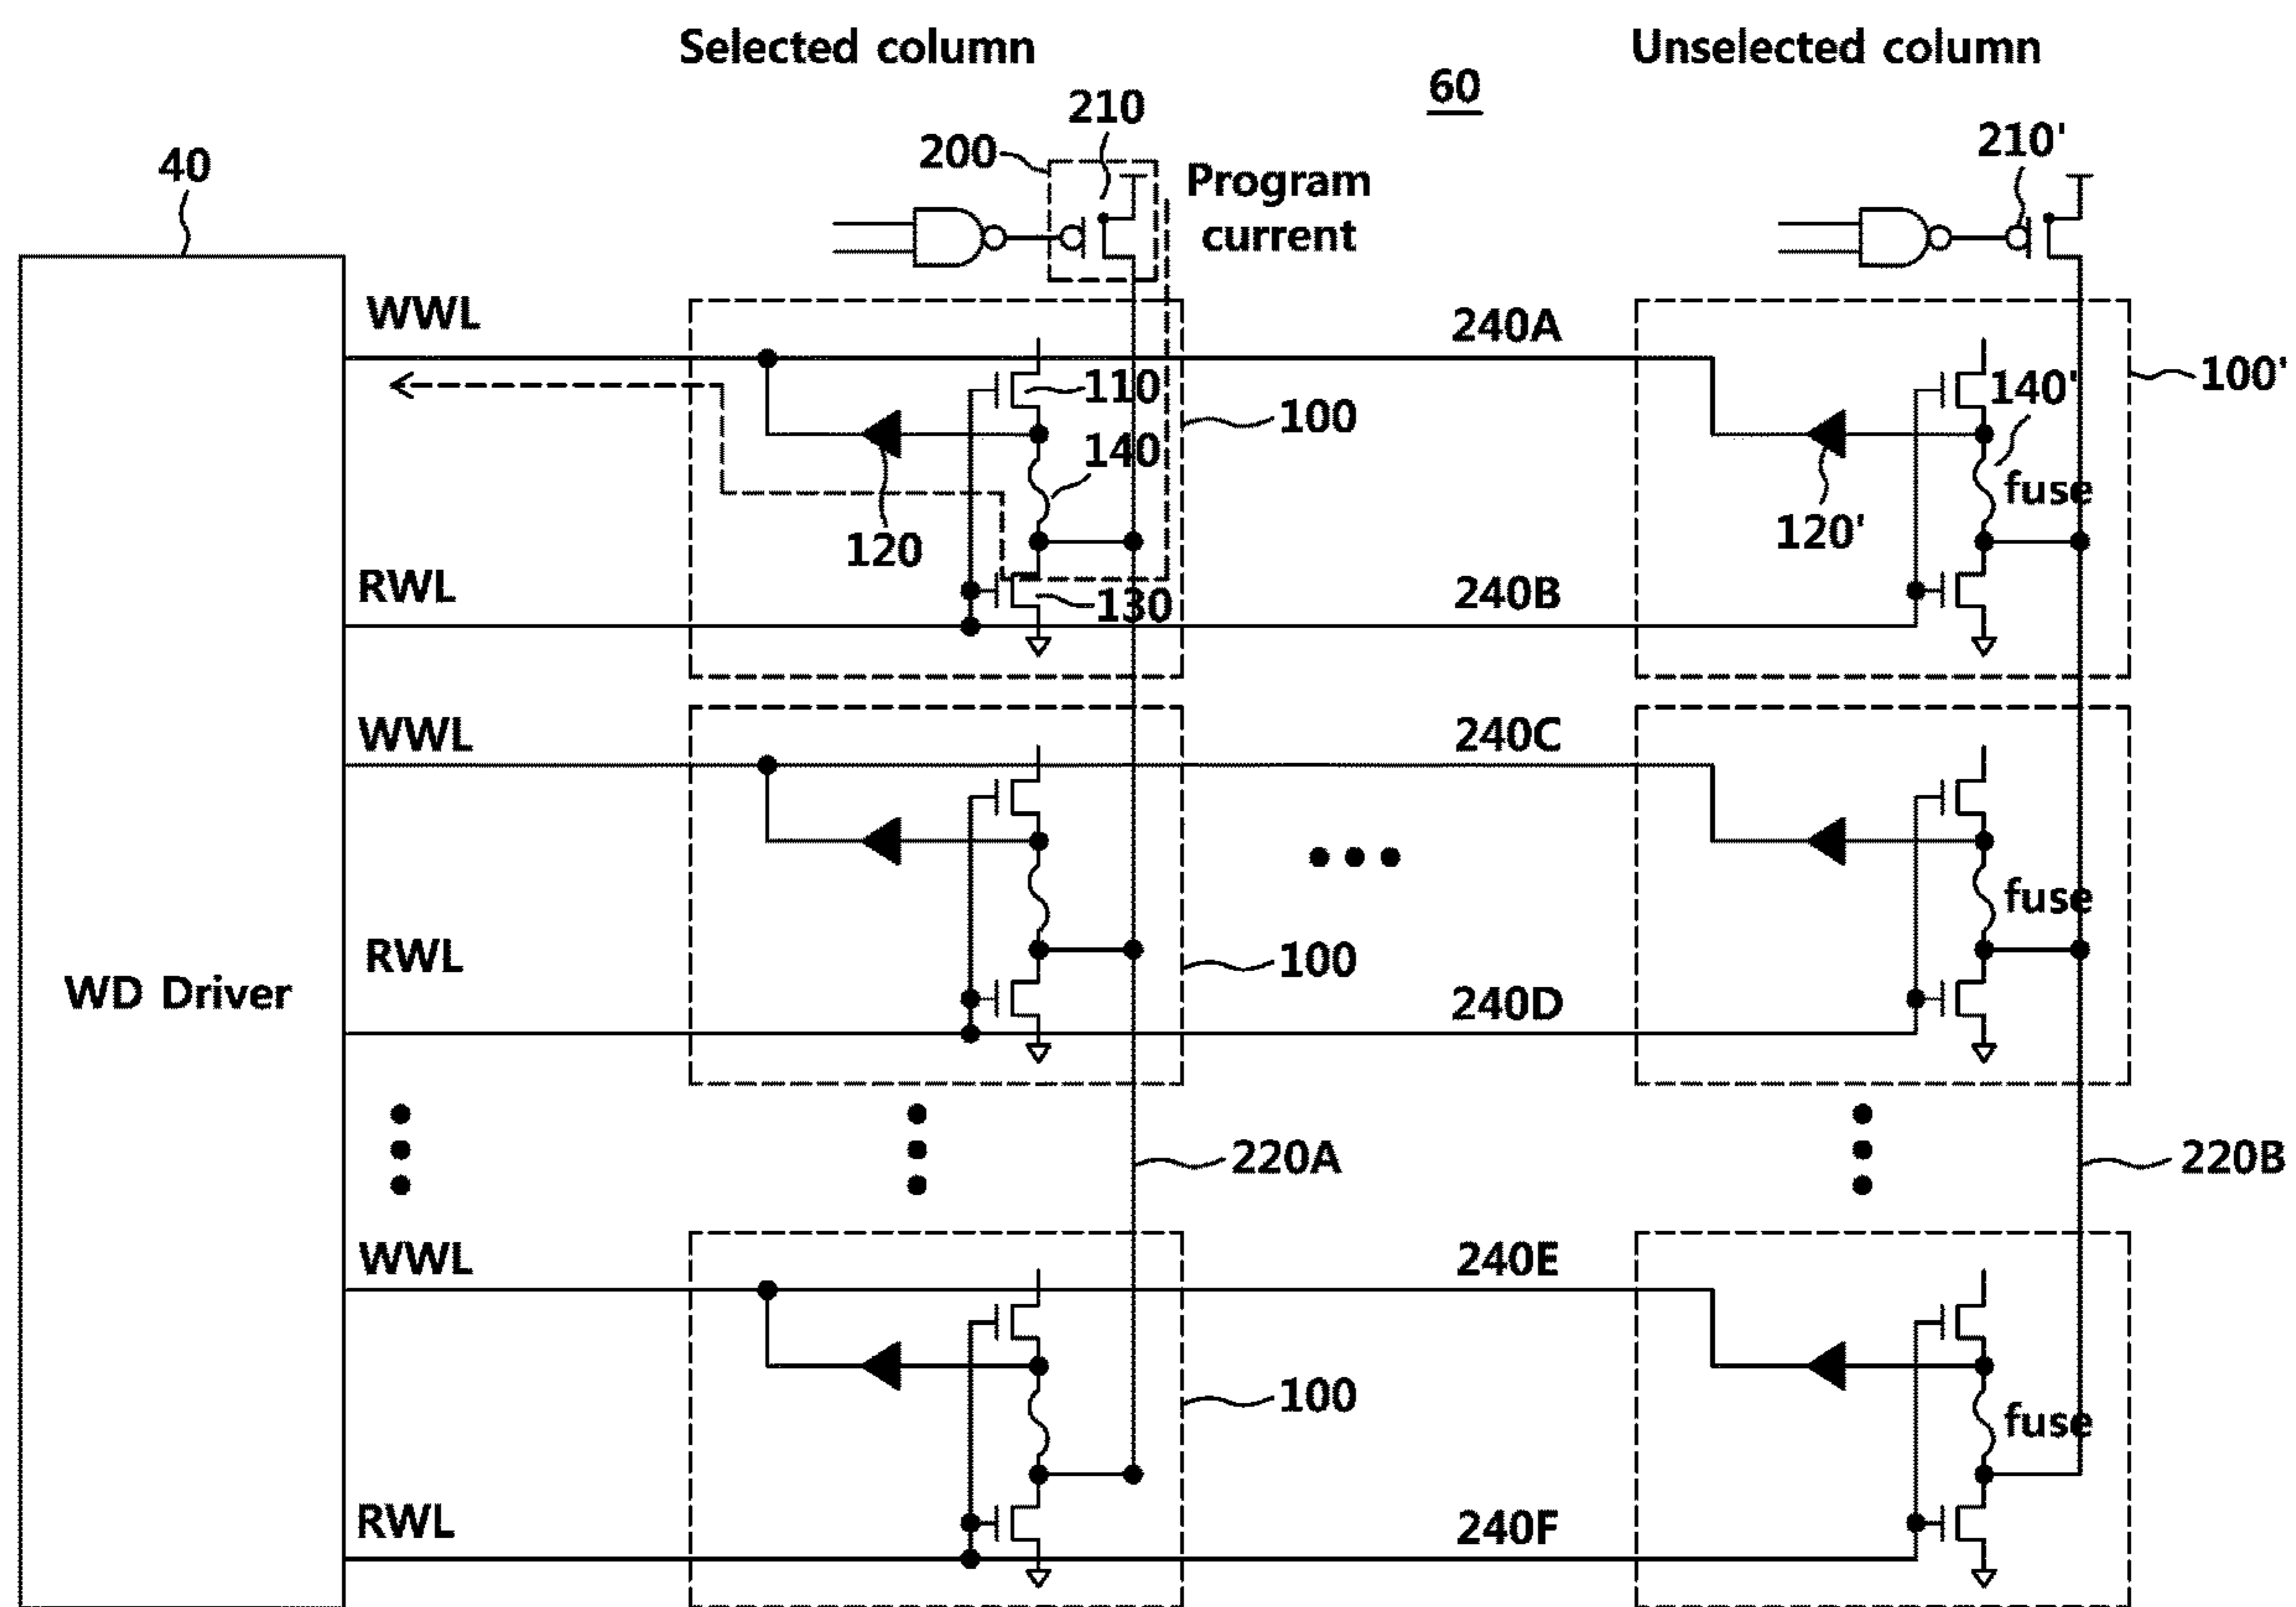 Selected column
Unselected column
60
210
200
Program
current
210'
40
WWL
240A
110
100
140
140'
100'
fuse
120
120'
RWL
130
240B
WWL
240C
fuse
RWL
100
WD Driver
240D
220A
220B
WWL
240E
100
fuse
RWL
240F